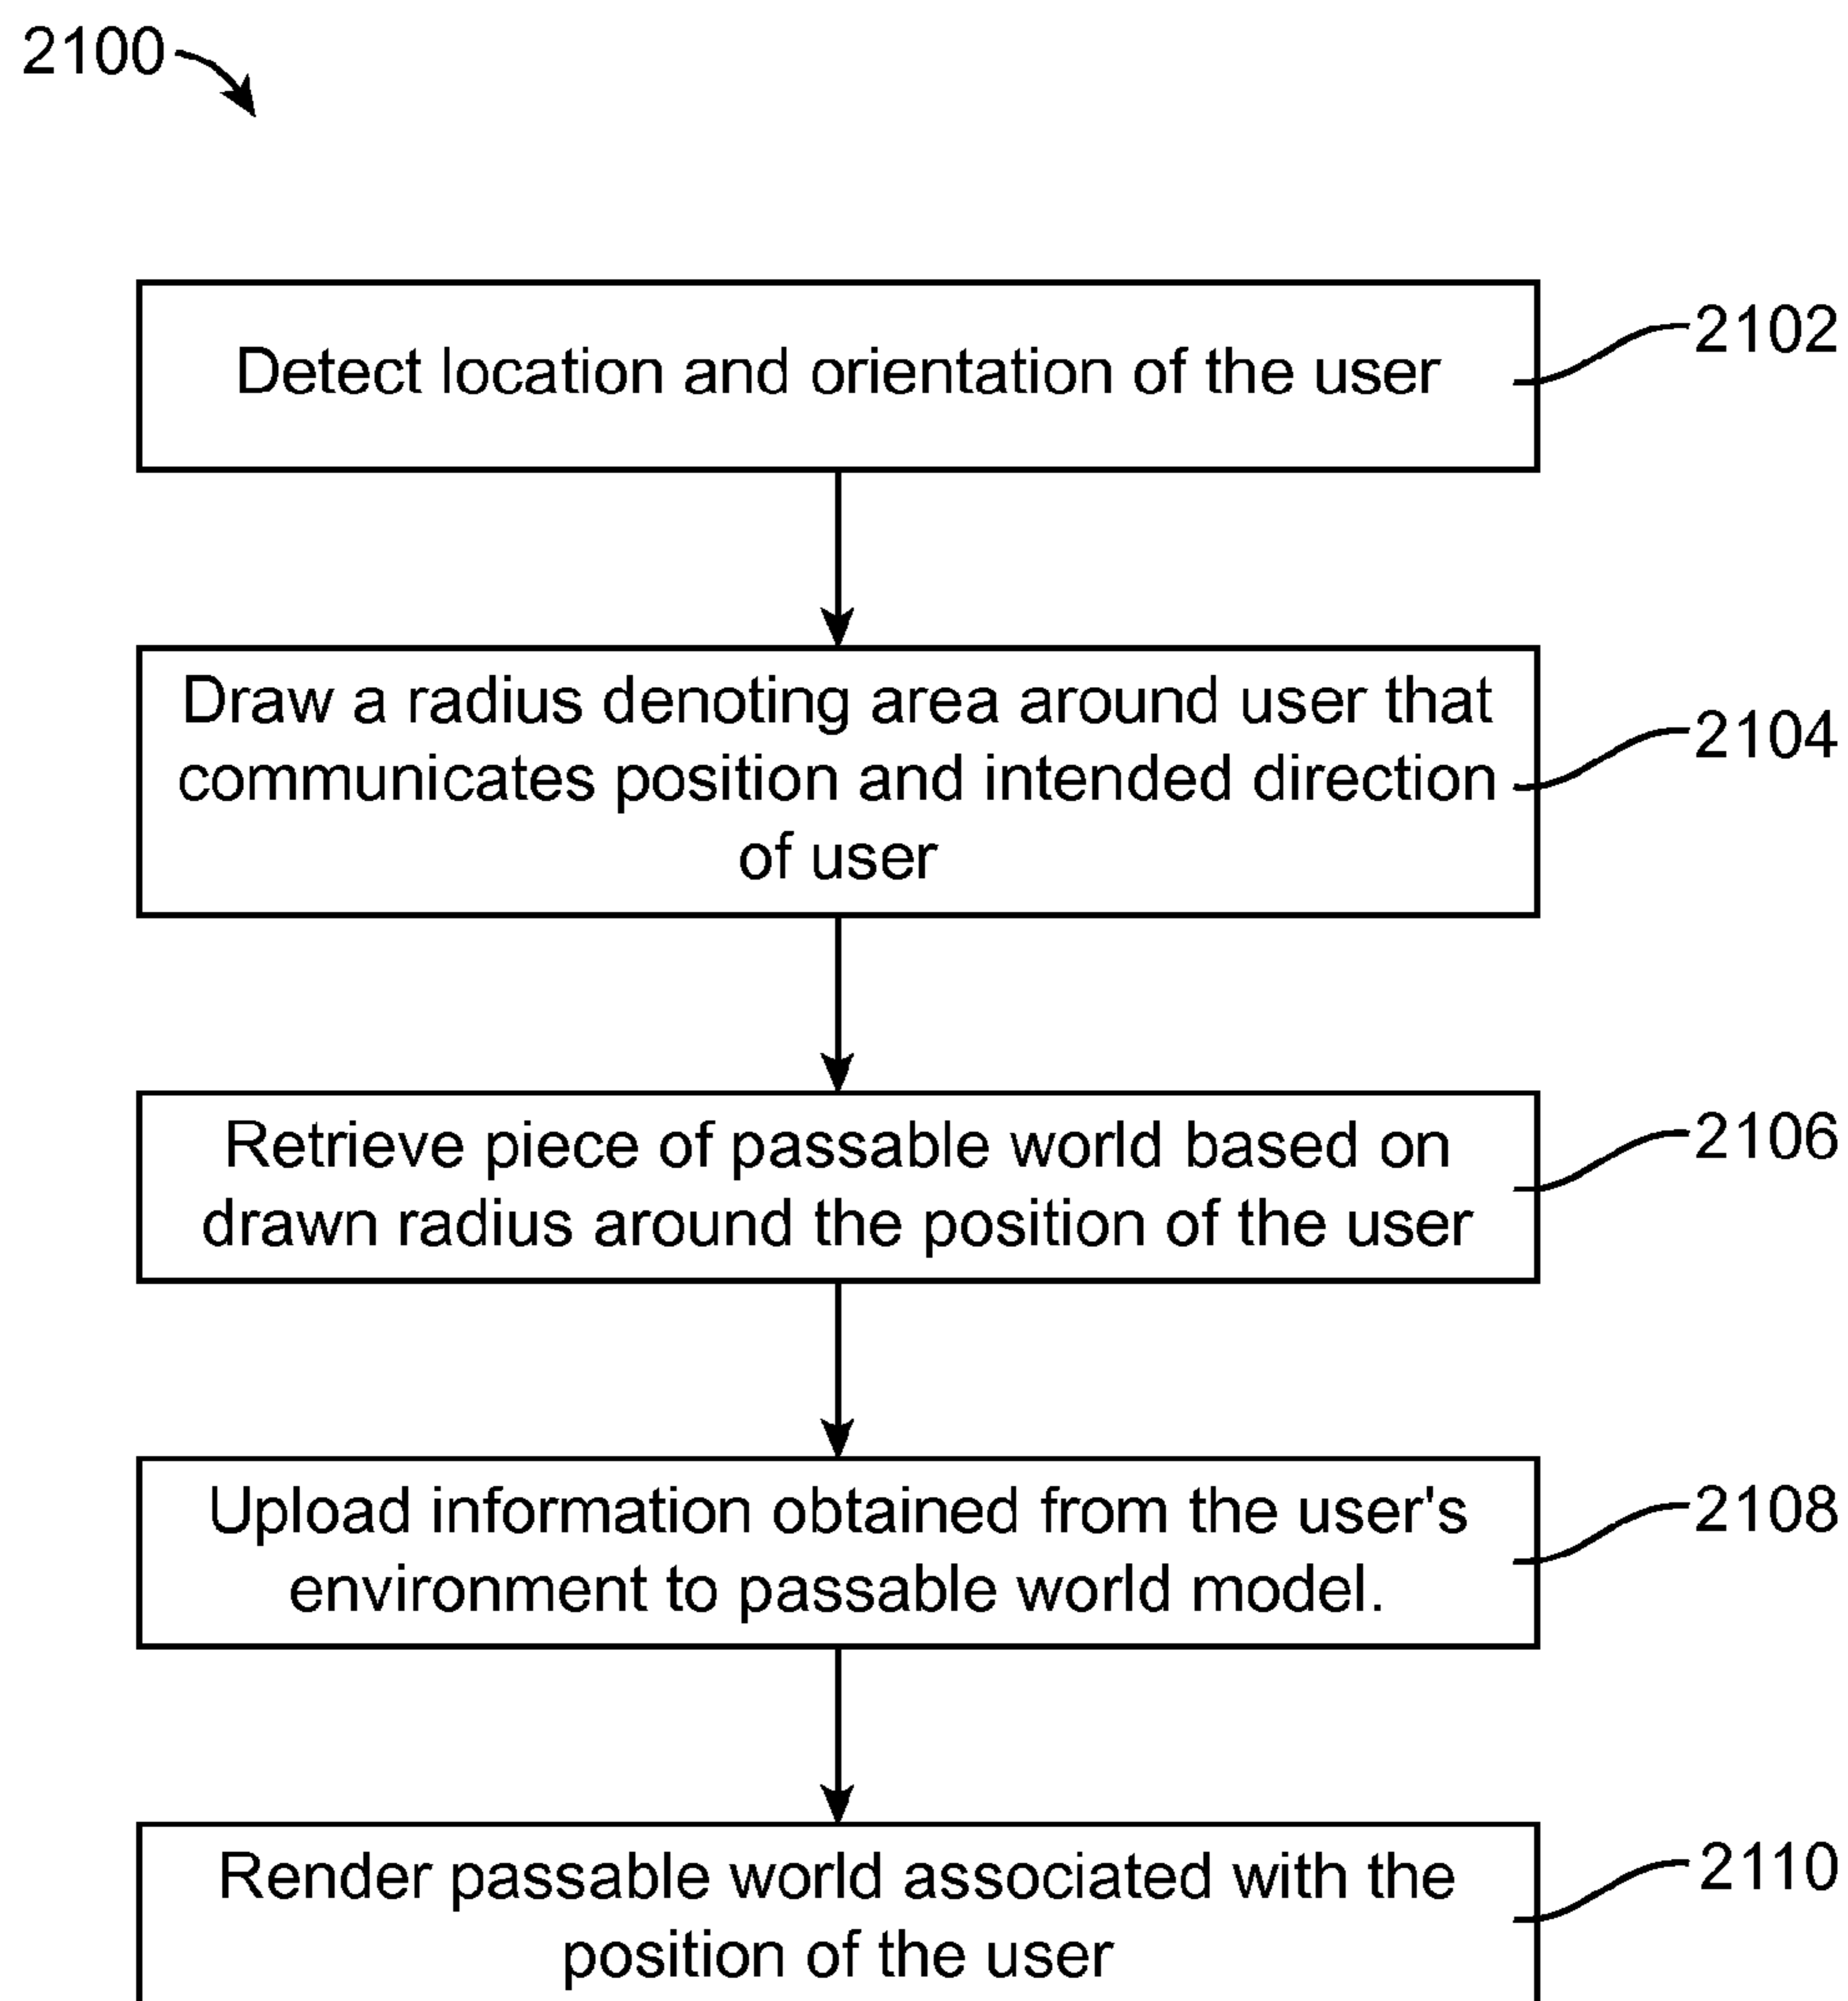 2100
Detect location and orientation of the user
2102
Draw a radius denoting area around user that
communicates position and intended direction
of user
2104
Retrieve piece of passable world based on
drawn radius around the position of the user
2106
Upload information obtained from the user's
environment to passable world model.
2108
Render passable world associated with the
position of the user
2110